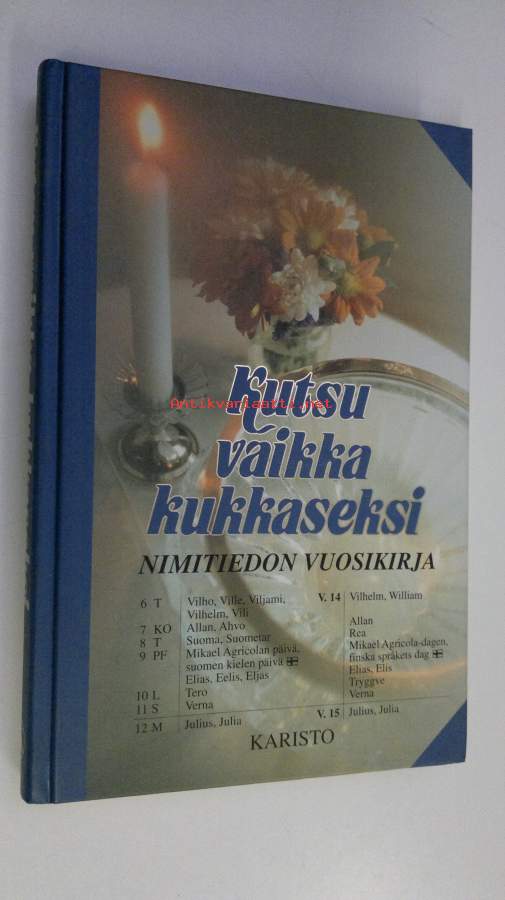 Kutsu
Antikvariaatti.net
vaikka
kukkaseksi
NIMITIEDON VUOSIKIRJA
6 T Vilho, Ville, Viljami, V. 14 Vilhelm, William
Vilhelm, Vili
7 KO Allan, Ahvo Allan
8 T Suoma, Suometar Rea
9 PF Mikael Agricolan päivä, Mikael Agricola-dagen,
suomen kielen päivä finska språkets dag
Elias, Eelis, Eljas Elias, Elis
10 L Tero Tryggve
11 S Verna Verna
12 M Julius, Julia V. 15 Julius, Julia
KARISTO